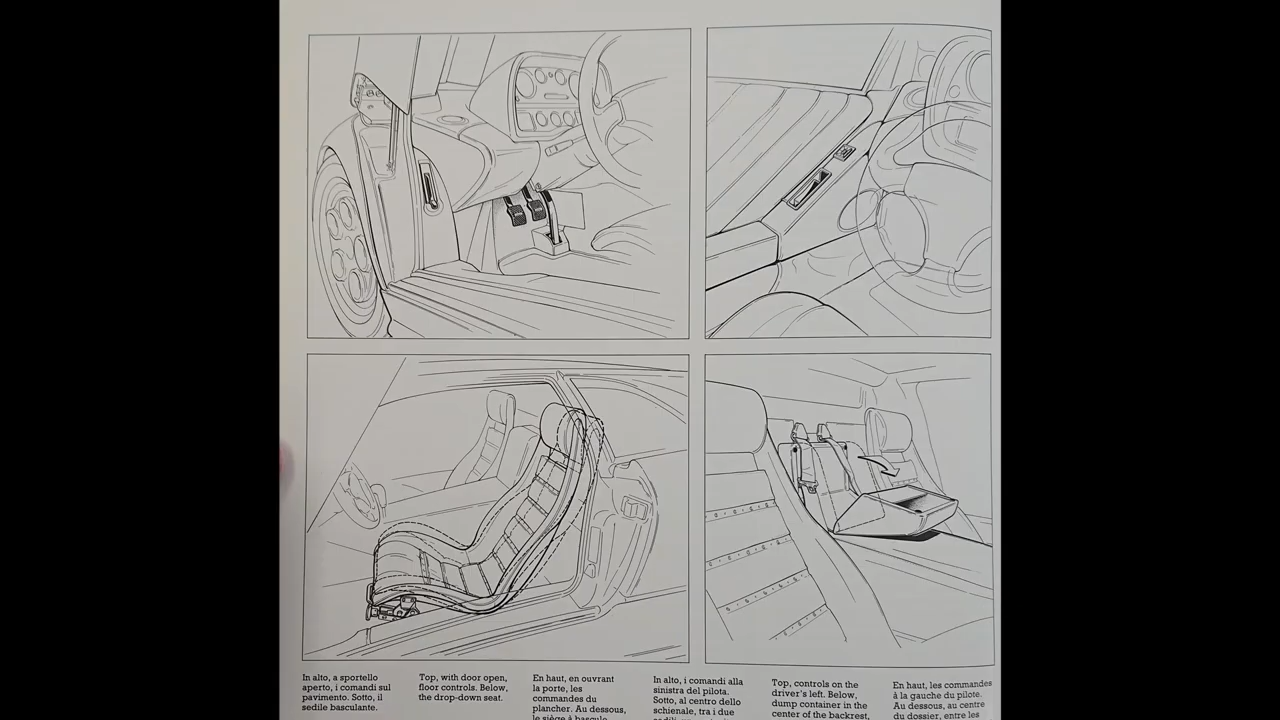 In alto, a sportello
aperto, i comandi sul
pavimento. Sotto, il
sedile basculante.
Top, with door open,
floor controls. Below,
the drop-down seat.
En haut, en ouvrant
la porte, les
commandes du
plancher. Au dessous,
le siège à bascule
In alto, i comandi alla
sinistra del pilota.
Sotto, al centro dello
schienale, tra i due
Top, controls on the
driver's left. Below,
dump container in the
center of the backrest,
En haut, les commandes
à la gauche du pilote.
Au dessous, au centre
du dossier, entre les